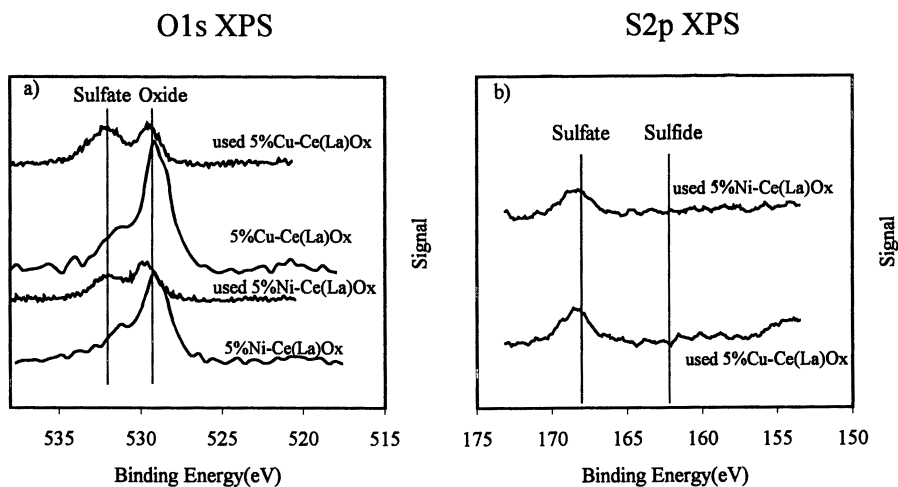 O1s XPS
S2p XPS
a)
Sulfate Oxide
used 5%Cu-Ce(La)Ox
5%Cu-Ce(La)Ox
used 5%Ni-Ce(La)Ox
5%Ni-Ce(La)Ox
Signal
535 530 525 520 515
Binding Energy(eV)
b)
Sulfate Sulfide
used 5%Ni-Ce(La)Ox
used 5%Cu-Ce(La)Ox
Signal
175 170 165 160 155 150
Binding Energy(eV)